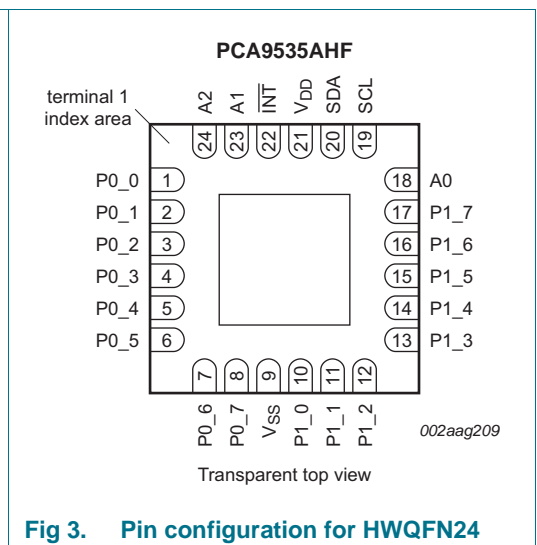 PCA9535AHF
terminal 1
index area
A2
A1
INT
VDD
SDA
SCL
24
23
22
21
20
19
P0_0 1
P0_1 2
P0_2 3
P0_3 4
P0_4 5
P0_5 6
18 A0
17 P1_7
16 P1_6
15 P1_5
14 P1_4
13 P1_3
7
8
9
10
11
12
P0_6
P0_7
VSS
P1_0
P1_1
P1_2
002aag209
Transparent top view
Fig 3. Pin configuration for HWQFN24